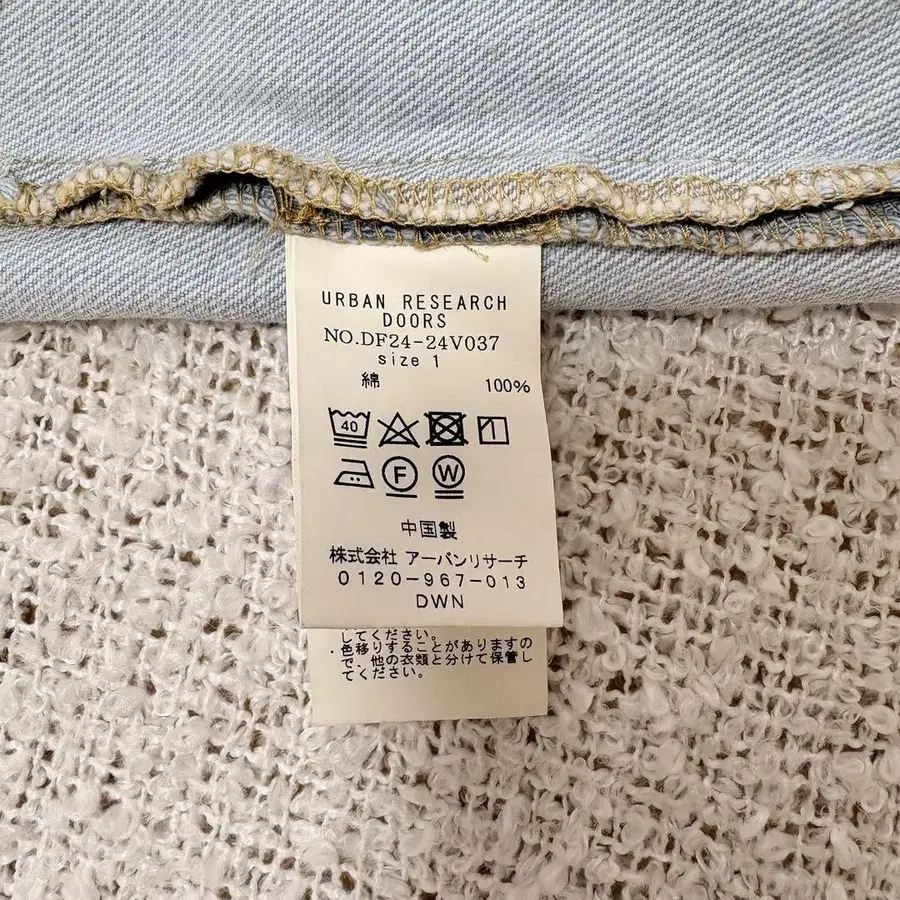 URBAN RESEARCH
DOORS
NO.DF24-24V037
size 1
綿 100%
40
F W
中国製
株式会社 アーバンリサーチ
0120-967-013
DWN
してください。
・色移りすることがありますの
で、他の衣類と分けて保管し
てください。